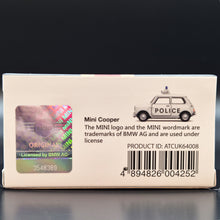 POLICE
Mini Cooper
The MINI logo and the MINI wordmark are
trademarks of BMW AG and are used under
license
ORIGINAL
Licensed by BMW AG
3548369
PRODUCT ID: ATCUK64008
4 894826 004252